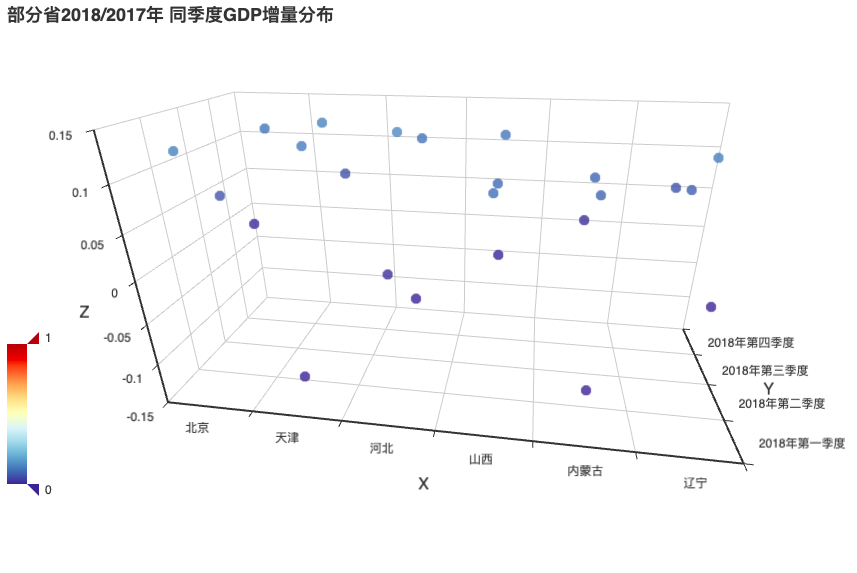 部分省2018/2017年 同季度GDP增量分布
0.15
0.1
0.05
0
-0.05
-0.1
-0.15
Z
1
0
北京
天津
河北
山西
内蒙古
辽宁
X
2018年第四季度
2018年第三季度
Y
2018年第二季度
2018年第一季度